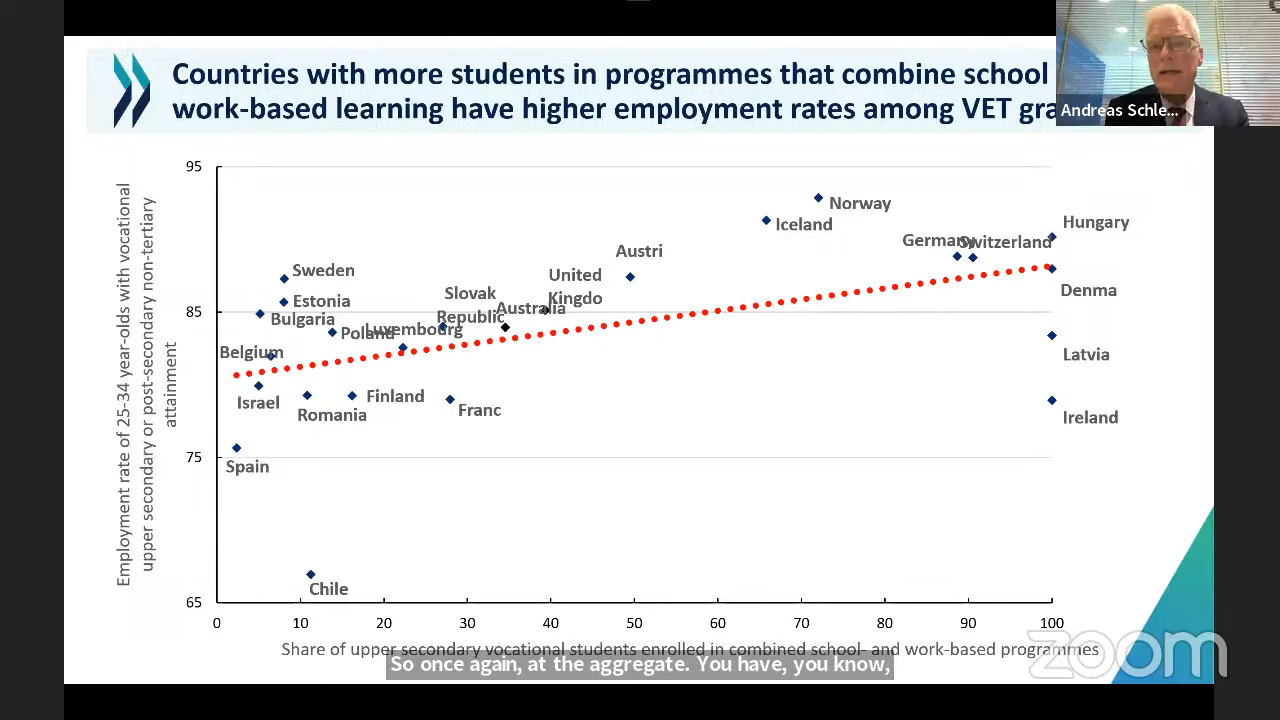 Countries with more students in programmes that combine school
work-based learning have higher employment rates among VET gra
Andreas Schle...
Employment rate of 25-34 year-olds with vocational
upper secondary or post-secondary non-tertiary
attainment
95
85
75
65
Norway
Iceland
Hungary
Germany
Switzerland
Austri
Sweden
United
Kingdo
Denma
Slovak
Republic
Estonia
Australia
Bulgaria
Poland
Luxembourg
Belgium
Latvia
Israel
Finland
Romania
Franc
Ireland
Spain
Chile
0
10
20
30
40
50
60
70
80
90
100
Share of upper secondary vocational students enrolled in combined school- and work-based programmes
So once again, at the aggregate. You have, you know,
zoom